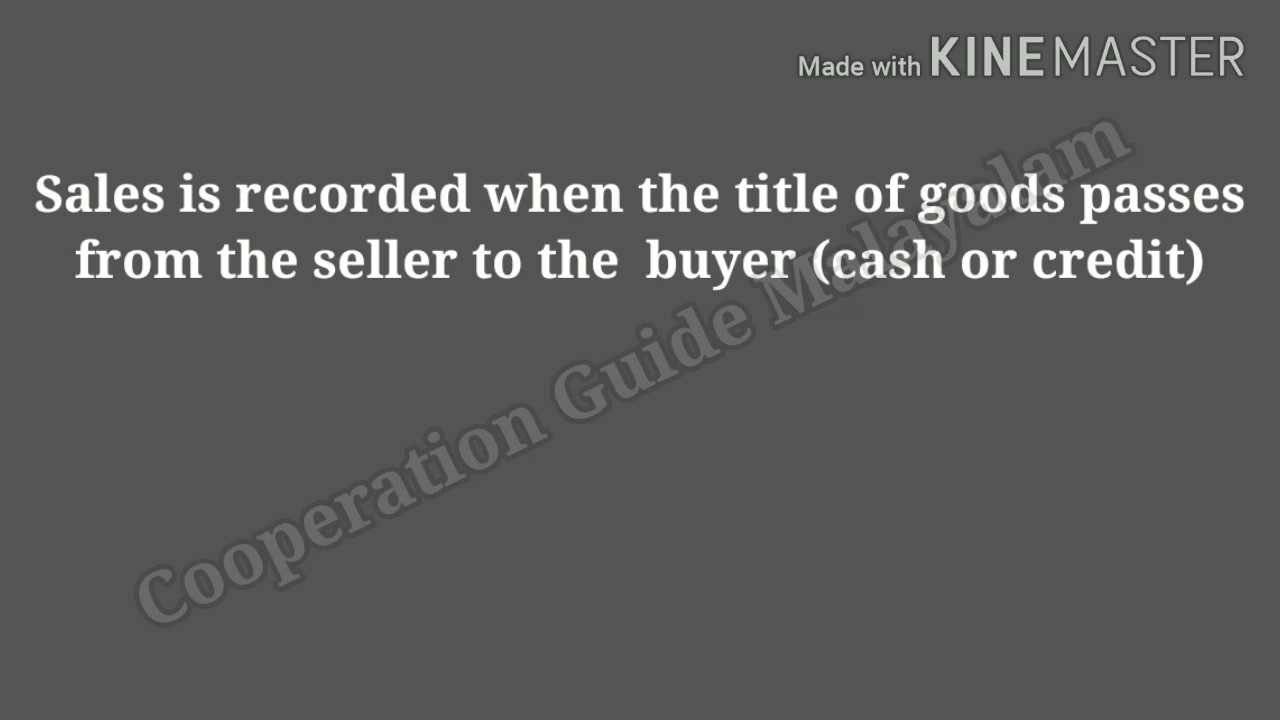 Made with KINEMASTER
Sales is recorded when the title of goods passes
from the seller to the  buyer (cash or credit)
Cooperation Guide Malayalam